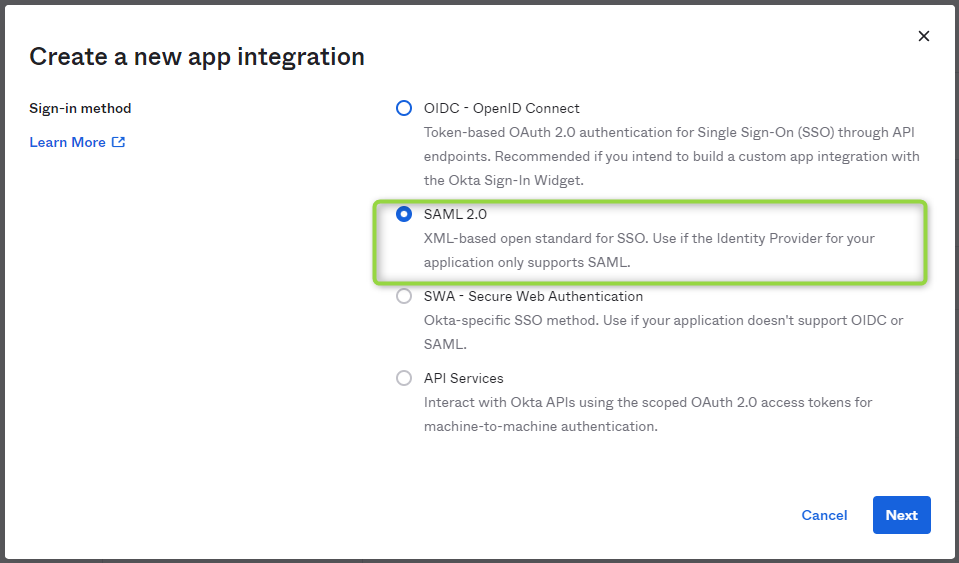 Create a new app integration
Sign-in method
Learn More
OIDC - OpenID Connect
Token-based OAuth 2.0 authentication for Single Sign-On (SSO) through API
endpoints. Recommended if you intend to build a custom app integration with
the Okta Sign-In Widget.
SAML 2.0
XML-based open standard for SSO. Use if the Identity Provider for your
application only supports SAML.
SWA - Secure Web Authentication
Okta-specific SSO method. Use if your application doesn't support OIDC or
SAML.
API Services
Interact with Okta APIs using the scoped OAuth 2.0 access tokens for
machine-to-machine authentication.
Cancel
Next